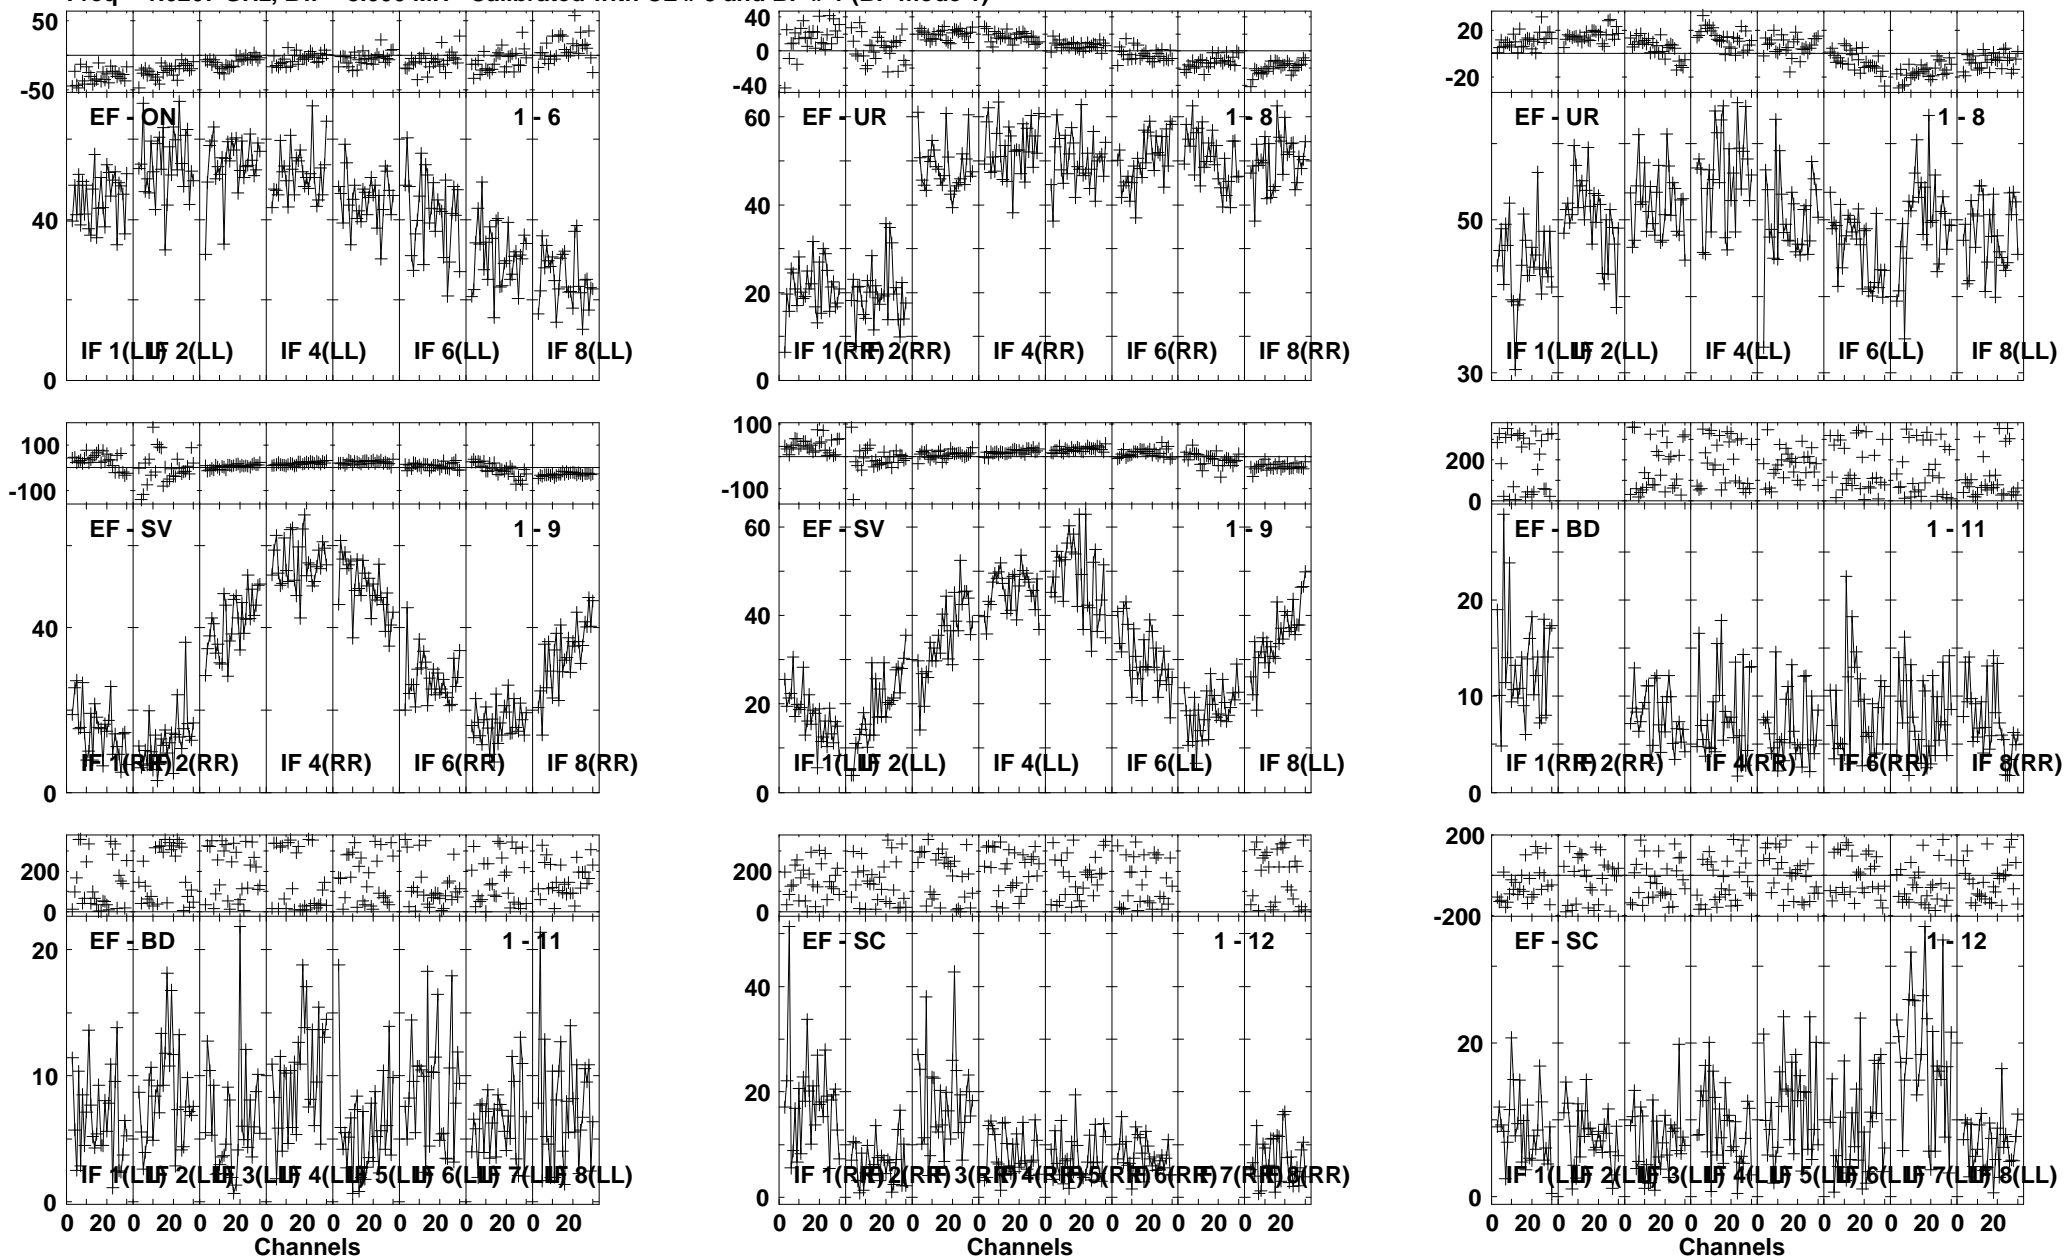 50
-50
EF - ON
1 - 6
40
0
IF 1(LL)
IF 2(LL)
IF 4(LL)
IF 6(LL)
IF 8(LL)
40
0
-40
EF - UR
1 - 8
60
40
20
0
IF 1(RR)
IF 2(RR)
IF 4(RR)
IF 6(RR)
IF 8(RR)
20
-20
EF - UR
1 - 8
50
30
IF 1(LL)
IF 2(LL)
IF 4(LL)
IF 6(LL)
IF 8(LL)
100
-100
EF - SV
1 - 9
40
0
IF 1(RR)
IF 2(RR)
IF 4(RR)
IF 6(RR)
IF 8(RR)
100
-100
EF - SV
1 - 9
60
40
20
0
IF 1(LL)
IF 2(LL)
IF 4(LL)
IF 6(LL)
IF 8(LL)
200
0
EF - BD
1 - 11
20
10
0
IF 1(RR)
IF 2(RR)
IF 4(RR)
IF 6(RR)
IF 8(RR)
200
0
EF - BD
1 - 11
20
10
0
IF 1(LL)
IF 2(LL)
IF 3(LL)
IF 4(LL)
IF 5(LL)
IF 6(LL)
IF 7(LL)
IF 8(LL)
0 20 0 20 0 20 0 20 0 20 0 20 0 20 0 20
Channels
200
0
EF - SC
1 - 12
40
20
0
IF 1(RR)
IF 2(RR)
IF 3(RR)
IF 4(RR)
IF 5(RR)
IF 6(RR)
IF 7(RR)
IF 8(RR)
0 20 0 20 0 20 0 20 0 20 0 20 0 20 0 20
Channels
200
-200
EF - SC
1 - 12
20
0
IF 1(LL)
IF 2(LL)
IF 3(LL)
IF 4(LL)
IF 5(LL)
IF 6(LL)
IF 7(LL)
IF 8(LL)
0 20 0 20 0 20 0 20 0 20 0 20 0 20 0 20
Channels